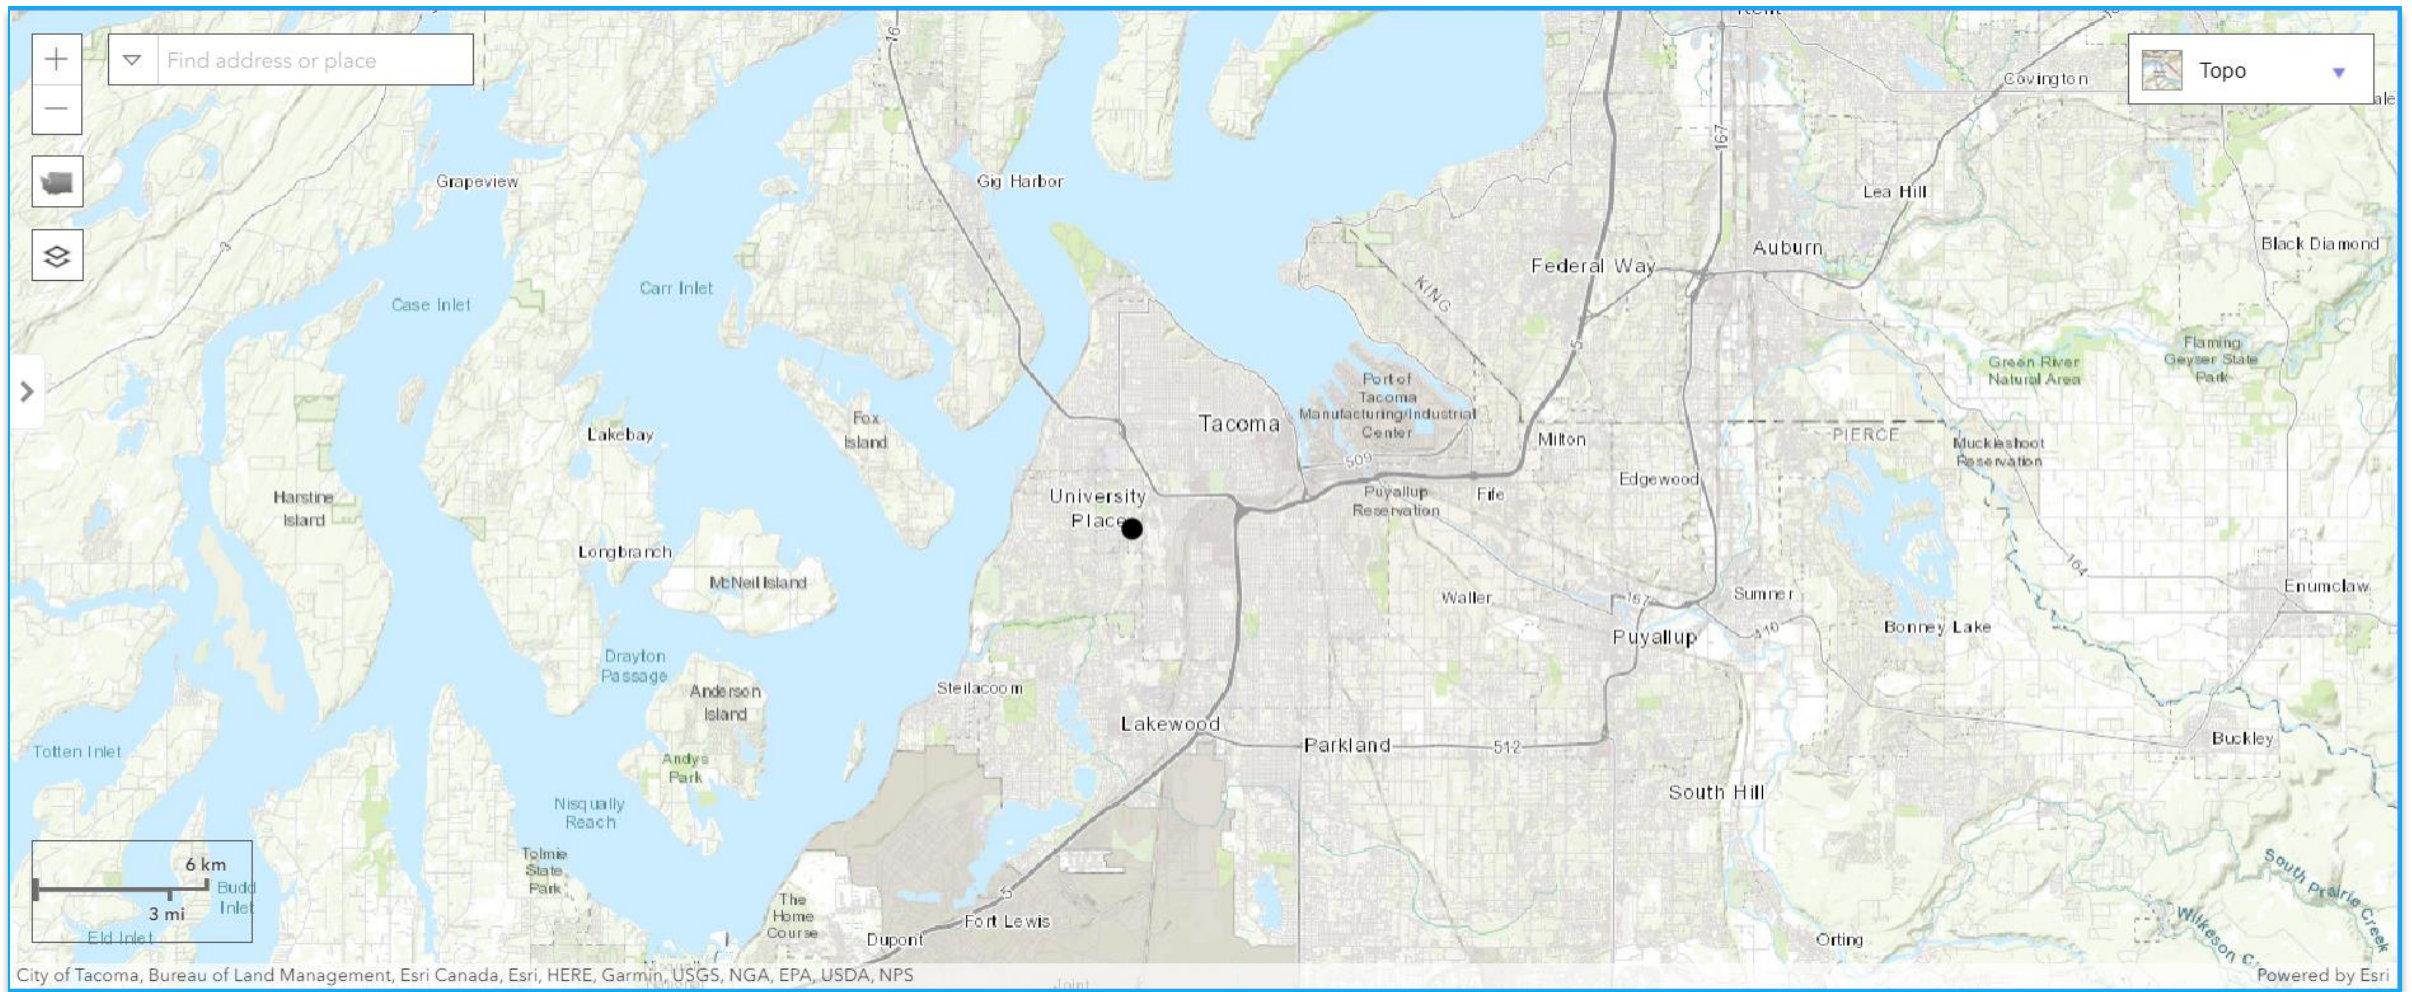 Kent
16
Find address or place
Topo
Covington
ale
167
Grapeview
Gig Harbor
Lea Hill
3
Auburn
Black Diamond
Federal Way
Carr Inlet
KING
Case Inlet
5
Flaming
Geyser State
Park
Green River
Natural Area
Port of
Tacoma
Manufacturing/Industrial
Center
Fox
Island
Tacoma
Lakebay
Milton
PIERCE
Muckleshoot
Reservation
509
Edgewood
Harstine
Island
University
Place
Puyallup
Reservation
Fife
Longbranch
McNeil Island
164
Enumclaw
Waller
167
Sumner
410
Bonney Lake
Puyallup
Drayton
Passage
Steilacoom
Anderson
Island
Lakewood
Parkland
512
Buckley
Totten Inlet
Andys
Park
South Hill
Nisqually
Reach
6 km
3 mi
Budd
Inlet
Eld Inlet
Tolmie
State
Park
5
The
Home
Course
Fort Lewis
Dupont
Orting
South Prairie Creek
Wilkeson C
City of Tacoma, Bureau of Land Management, Esri Canada, Esri, HERE, Garmin, USGS, NGA, EPA, USDA, NPS
Powered by Esri